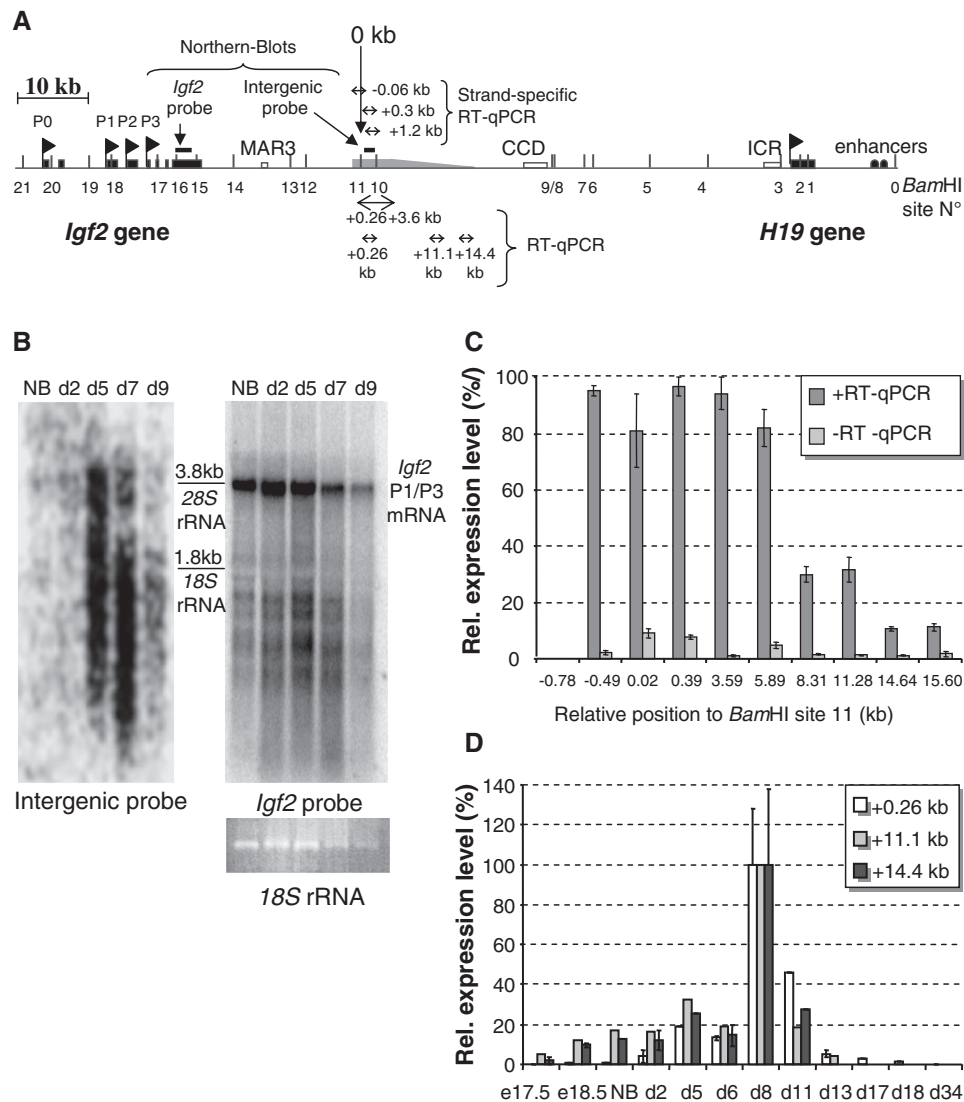 A
0 kb
Northern-Blots
10 kb
Igf2
probe
Intergenic
probe
-0.06 kb
+0.3 kb
+1.2 kb
Strand-specific
RT-qPCR
P0 P1 P2 P3
MAR3 CCD ICR enhancers
21 20 19 18 17 16 15 14 13 12 11 10 9/8 7 6 5 4 3 2 1 0 BamHI
site N°
Igf2 gene
H19 gene
+0.26 +3.6 kb
+0.26
kb
+11.1
kb
+14.4
kb
RT-qPCR
B
NB d2 d5 d7 d9
NB d2 d5 d7 d9
3.8kb
28S
rRNA
1.8kb
18S
rRNA
Igf2
P1/P3
mRNA
Intergenic probe
Igf2 probe
18S rRNA
C
Rel. expression level (%/)
100
80
60
40
20
0
+RT-qPCR
-RT -qPCR
-0.78 -0.49 0.02 0.39 3.59 5.89 8.31 11.28 14.64 15.60
Relative position to BamHI site 11 (kb)
D
Rel. expression level (%)
140
120
100
80
60
40
20
0
+0.26 kb
+11.1 kb
+14.4 kb
e17.5 e18.5 NB d2 d5 d6 d8 d11 d13 d17 d18 d34